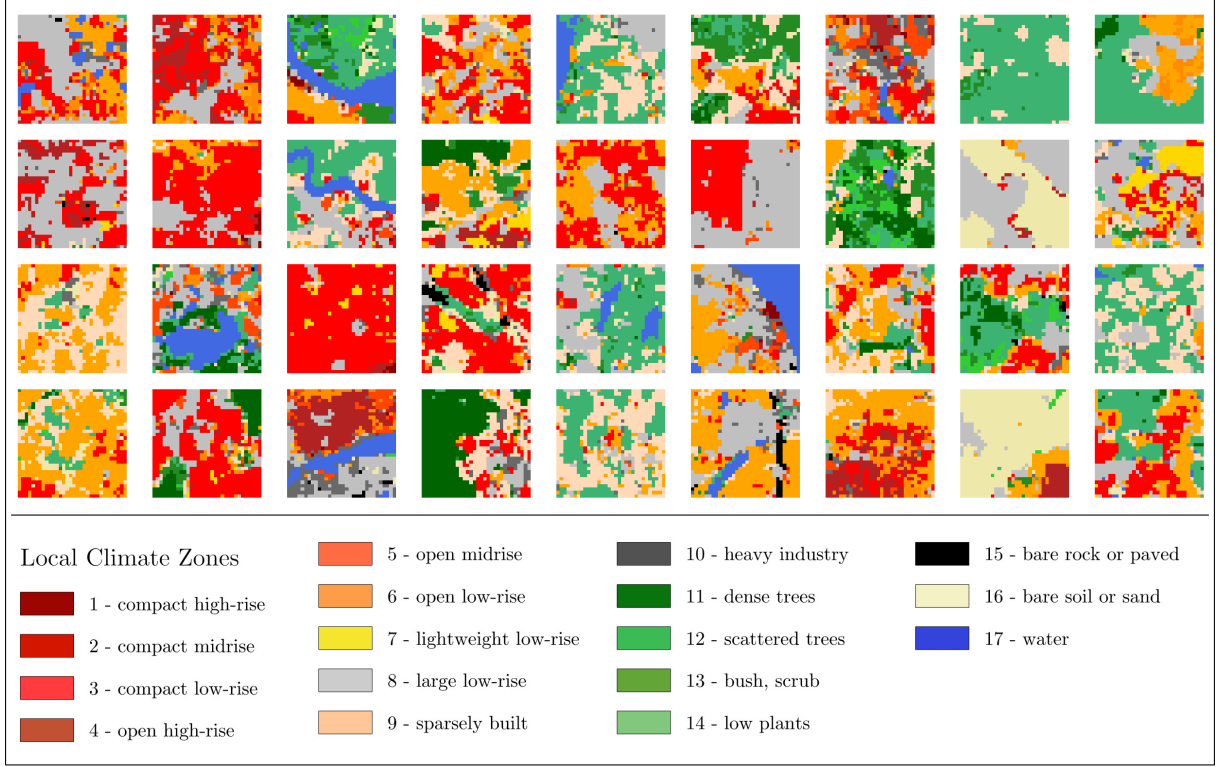 Local Climate Zones
1 - compact high-rise
2 - compact midrise
3 - compact low-rise
4 - open high-rise
5 - open midrise
6 - open low-rise
7 - lightweight low-rise
8 - large low-rise
9 - sparsely built
10 - heavy industry
11 - dense trees
12 - scattered trees
13 - bush, scrub
14 - low plants
15 - bare rock or paved
16 - bare soil or sand
17 - water